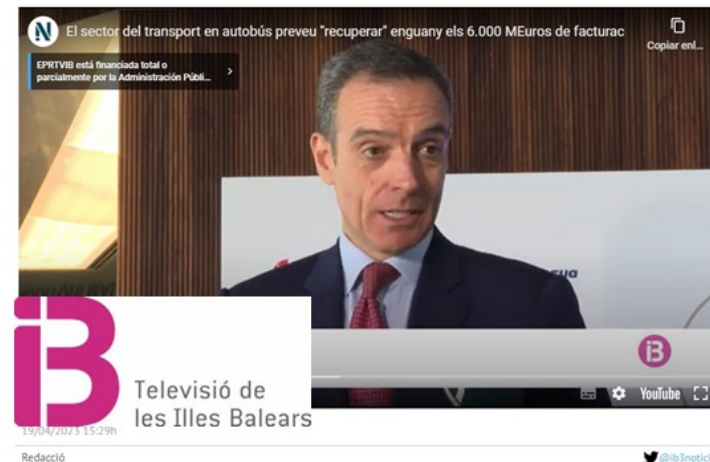 El sector del transport en autobús preveu "recuperar" enguany els 6.000 MEuros de facturac
Copiar enl...
EPRTVIB está financiada total o
parcialmente por la Administración Públi...
YouTube
Televisió de
les Illes Balears
19/04/2023 15:29h
Redacció
@ib3notici